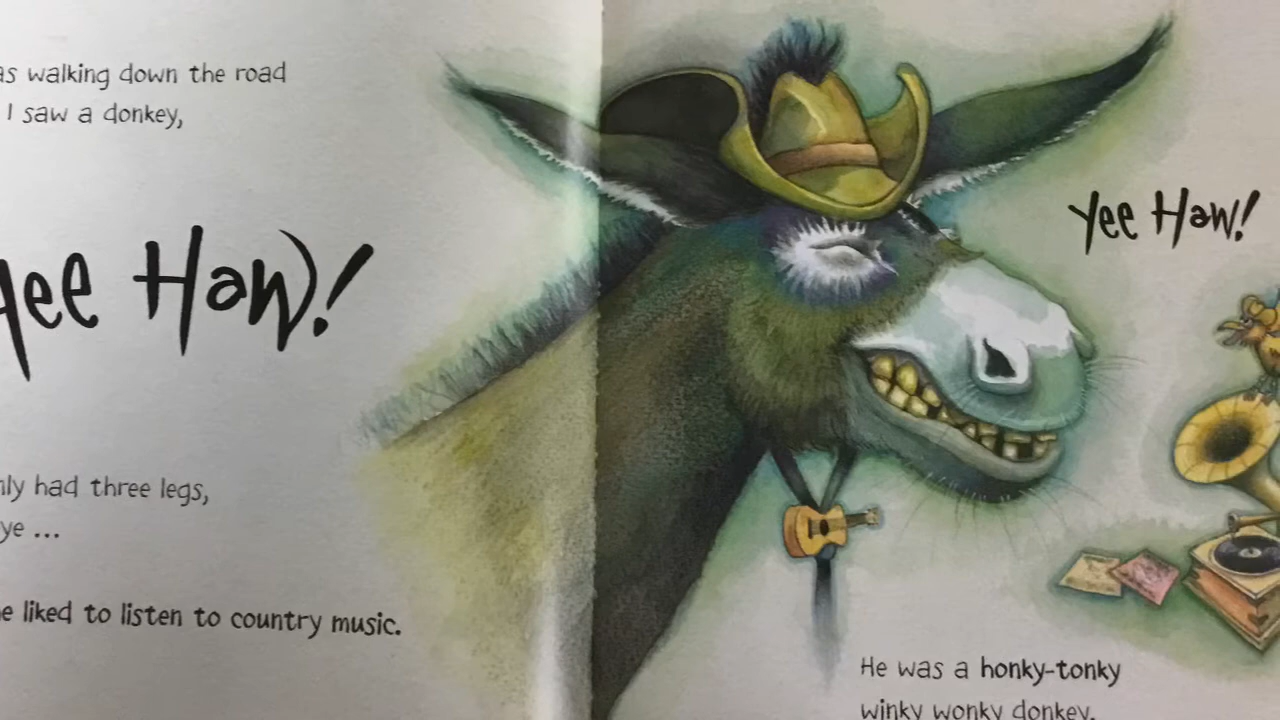 as walking down the road
I saw a donkey,
Yee Haw!
nly had three legs,
ye ...
e liked to listen to country music.
Yee Haw!
He was a honky-tonky
winky wonky donkey.